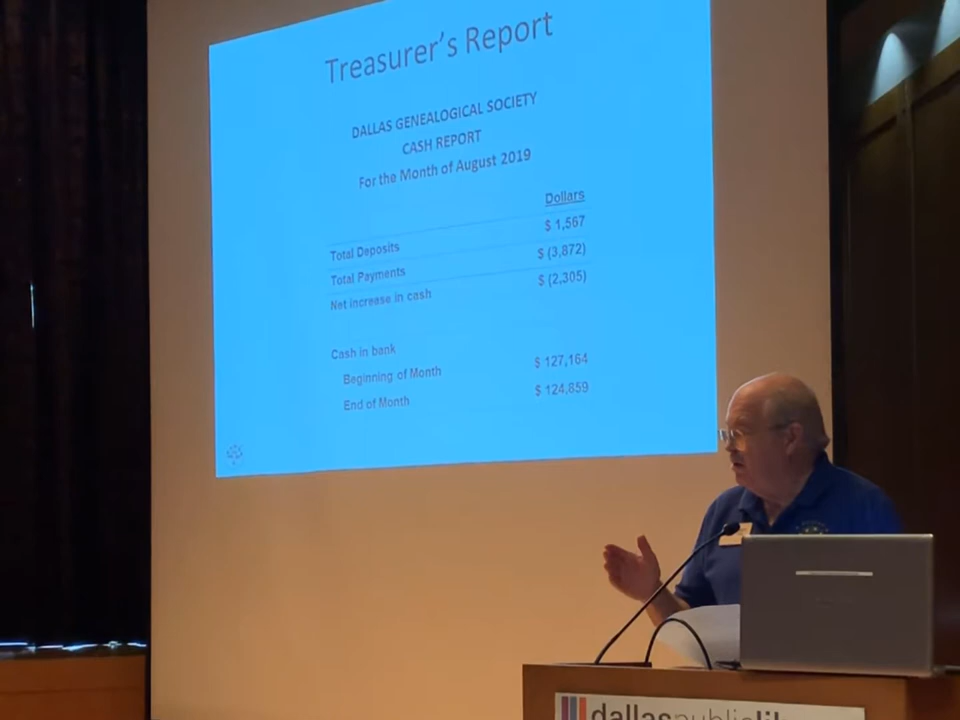 Treasurer's Report
DALLAS GENEALOGICAL SOCIETY
CASH REPORT
For the Month of August 2019
Dollars
Total Deposits $ 1,567
Total Payments $ (3,872)
Net increase in cash $ (2,305)
Cash in bank
Beginning of Month $ 127,164
End of Month $ 124,859
dallaspubliclib